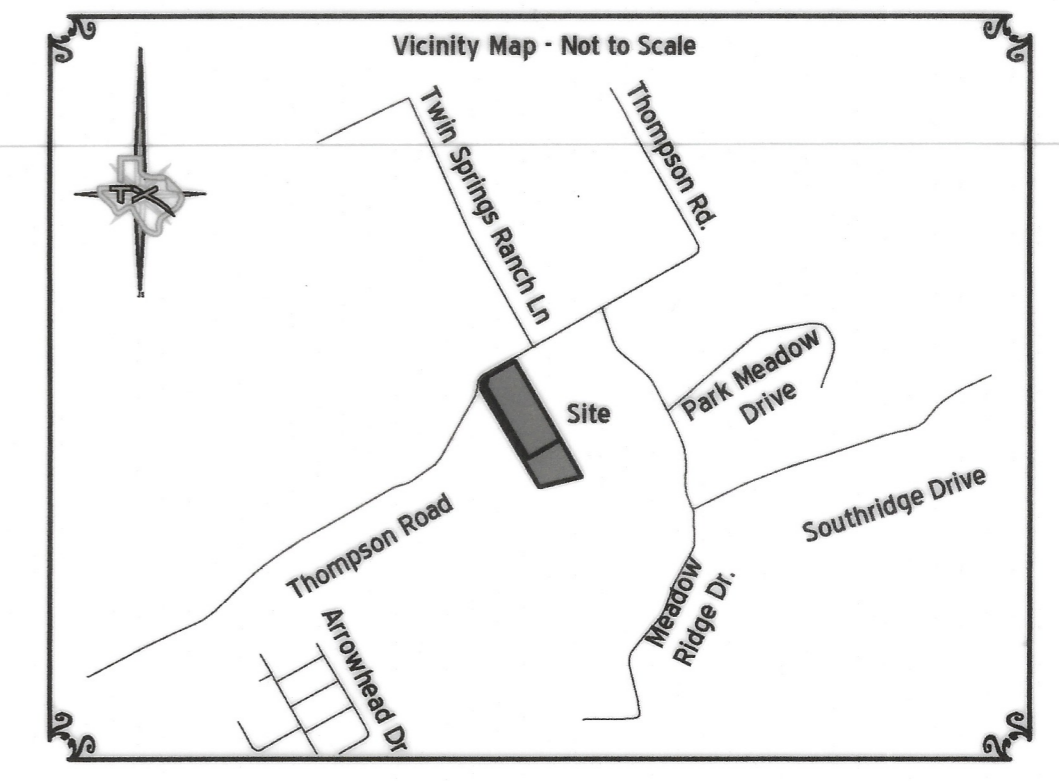 Vicinity Map - Not to Scale
Twin Springs Ranch Ln
Thompson Rd.
TX
Park Meadow
Drive
Site
Southridge Drive
Thompson Road
Meadow
Ridge Dr.
Arrowhead Dr